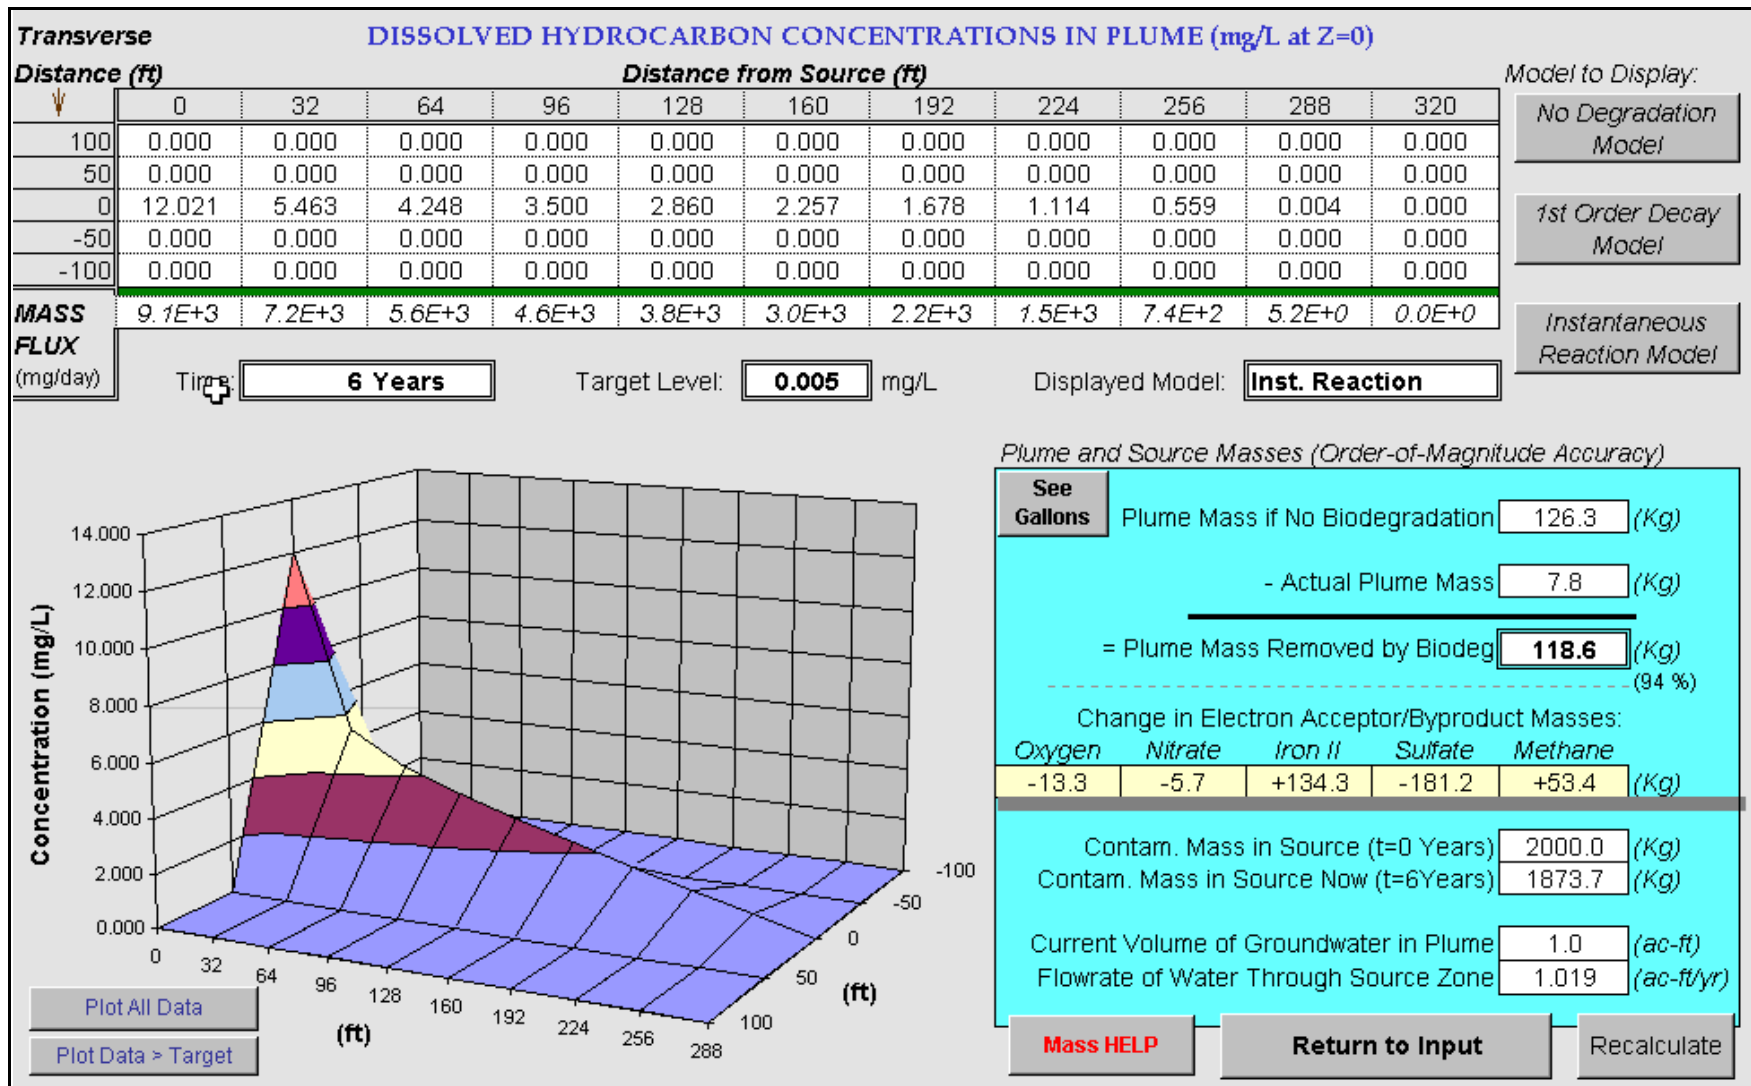 Transverse DISSOLVED HYDROCARBON CONCENTRATIONS IN PLUME (mg/L at Z=0)
Distance (ft) Distance from Source (ft) Model to Display:
0 32 64 96 128 160 192 224 256 288 320
No Degradation
Model
100 0.000 0.000 0.000 0.000 0.000 0.000 0.000 0.000 0.000 0.000 0.000
50 0.000 0.000 0.000 0.000 0.000 0.000 0.000 0.000 0.000 0.000 0.000
0 12.021 5.463 4.248 3.500 2.860 2.257 1.678 1.114 0.559 0.004 0.000
1st Order Decay
Model
-50 0.000 0.000 0.000 0.000 0.000 0.000 0.000 0.000 0.000 0.000 0.000
-100 0.000 0.000 0.000 0.000 0.000 0.000 0.000 0.000 0.000 0.000 0.000
MASS 9.1E+3 7.2E+3 5.6E+3 4.6E+3 3.8E+3 3.0E+3 2.2E+3 1.5E+3 7.4E+2 5.2E+0 0.0E+0
FLUX
(mg/day)
Instantaneous
Reaction Model
Time: 6 Years Target Level: 0.005 mg/L Displayed Model: Inst. Reaction
Concentration (mg/L)
14.000
12.000
10.000
8.000
6.000
4.000
2.000
0.000
0 32 64 96 128 160 192 224 256 288
(ft)
-100
-50
0
50
100
(ft)
Plot All Data
Plot Data > Target
Plume and Source Masses (Order-of-Magnitude Accuracy)
See
Gallons
Plume Mass if No Biodegradation 126.3 (Kg)
- Actual Plume Mass 7.8 (Kg)
= Plume Mass Removed by Biodeg 118.6 (Kg)
(94 %)
Change in Electron Acceptor/Byproduct Masses:
Oxygen Nitrate Iron II Sulfate Methane
-13.3 -5.7 +134.3 -181.2 +53.4 (Kg)
Contam. Mass in Source (t=0 Years) 2000.0 (Kg)
Contam. Mass in Source Now (t=6Years) 1873.7 (Kg)
Current Volume of Groundwater in Plume 1.0 (ac-ft)
Flowrate of Water Through Source Zone 1.019 (ac-ft/yr)
Mass HELP Return to Input Recalculate